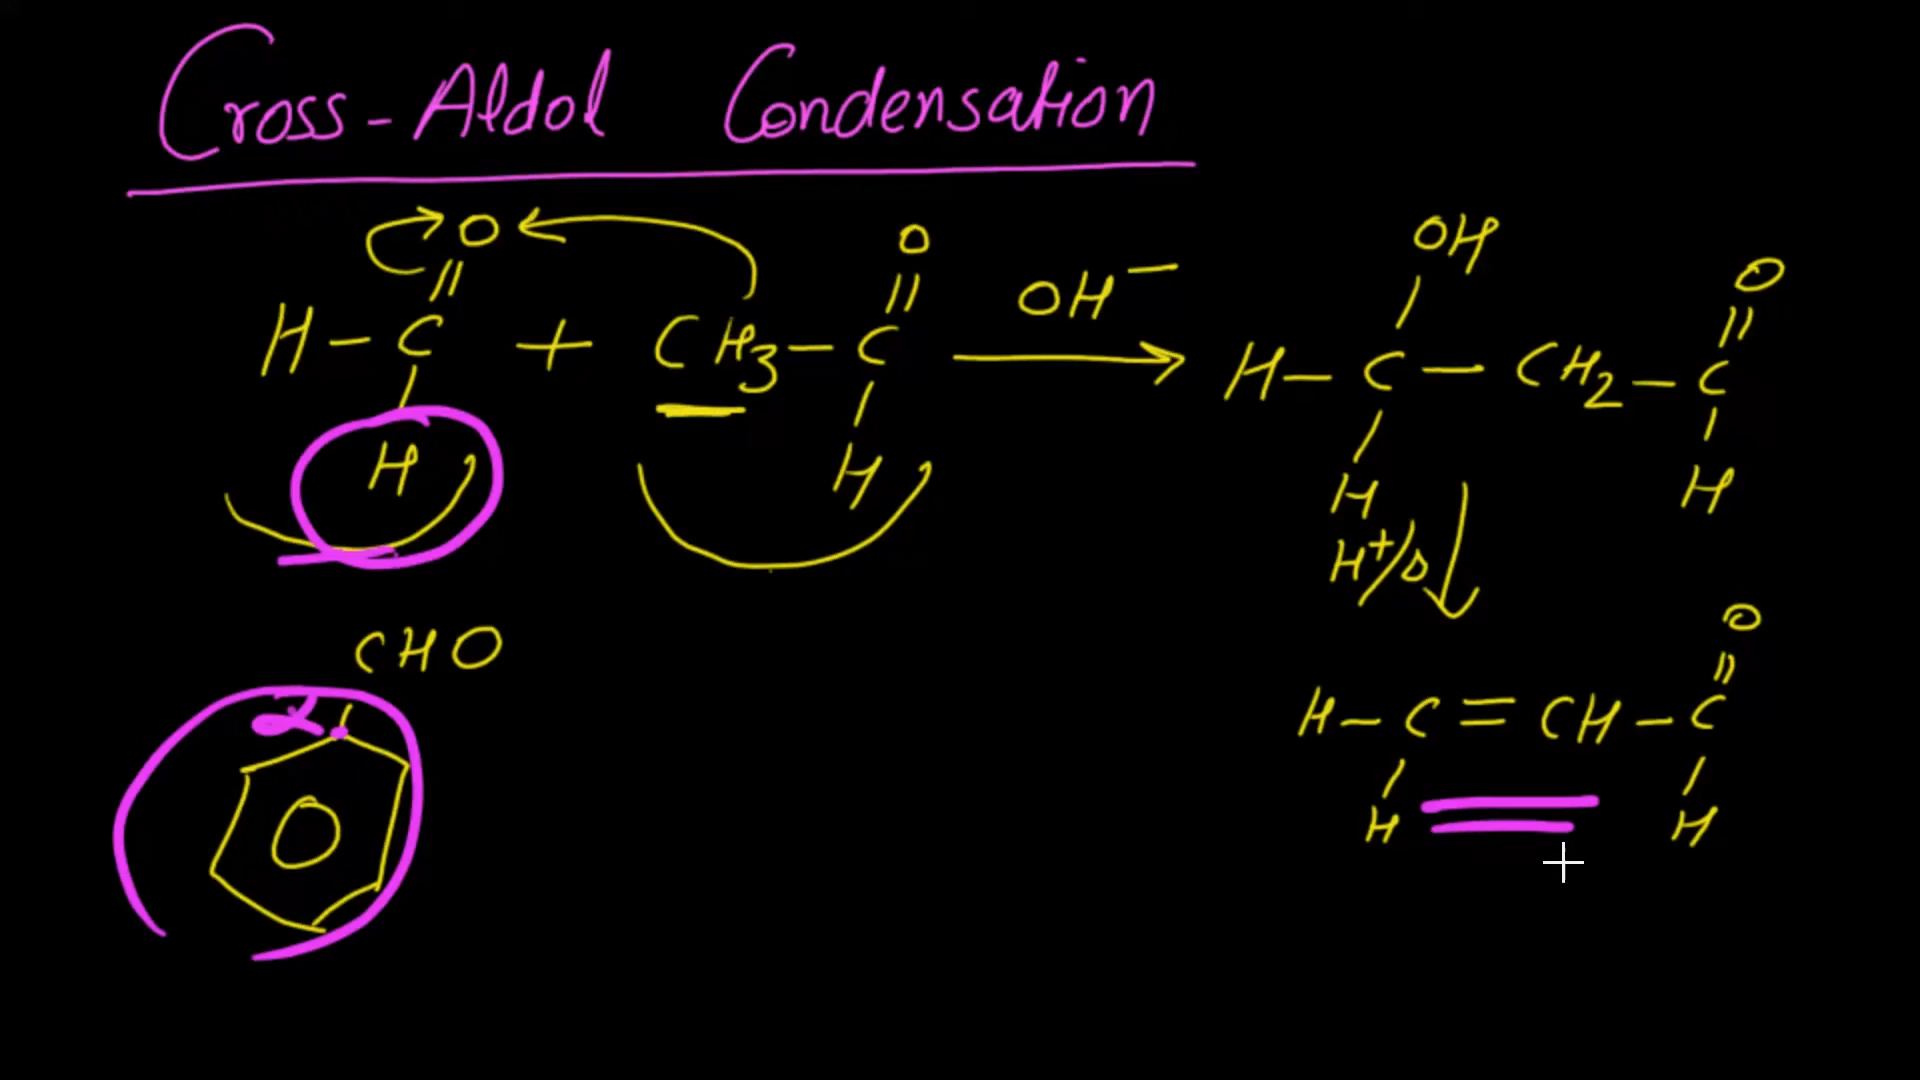 Cross-Aldol Condensation
O O OH O
|| || OH⁻ | ||
H-C + CH3-C → H-C-CH2-C
| | | |
H H H H
H⁺/Δ
CHO O
α ||
H-C=CH-C
| |
H H